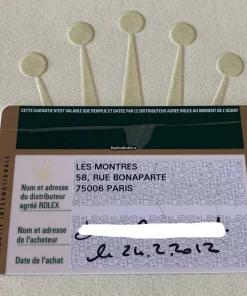 CETTE GARANTIE N'EST VALABLE QUE REMPLIE ET DATÉE PAR LE DISTRIBUTEUR AGRÉÉ ROLEX AU MOMENT DE L'ACHAT
LES MONTRES
58, RUE BONAPARTE
75006 PARIS
Nom et adresse
du distributeur
agréé ROLEX
Nom et adresse
de l'acheteur
Date de l'achat
le 24.2.2012